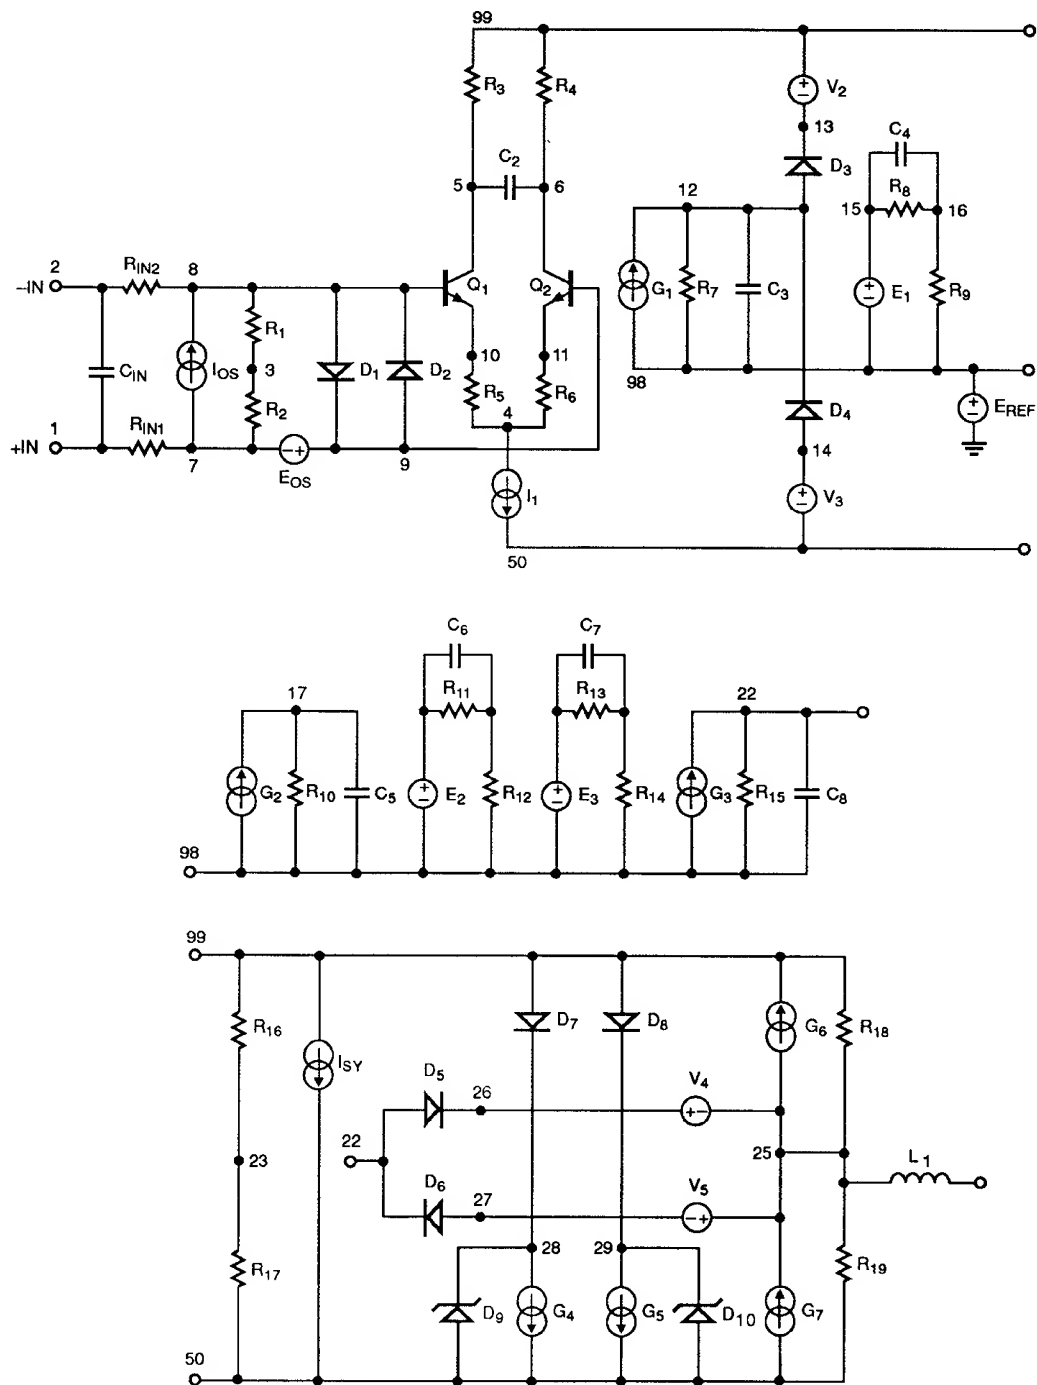 99
R3
R4
V2
13
C4
C2
D3
5
6
12
R8
15
16
2
RIN2
8
-IN
Q1
Q2
G1
R7
C3
E1
R9
R1
CIN
IOS
3
D1
D2
10
11
98
R5
R6
R2
4
D4
EREF
1
RIN1
+IN
7
EOS
9
14
I1
V3
50
C6
C7
17
R11
R13
22
G2
R10
C5
E2
R12
E3
R14
G3
R15
C8
98
99
R16
D7
D8
G6
R18
ISY
D5
26
V4
22
23
25
L1
D6
27
V5
28
29
R17
R19
D9
G4
G5
D10
G7
50